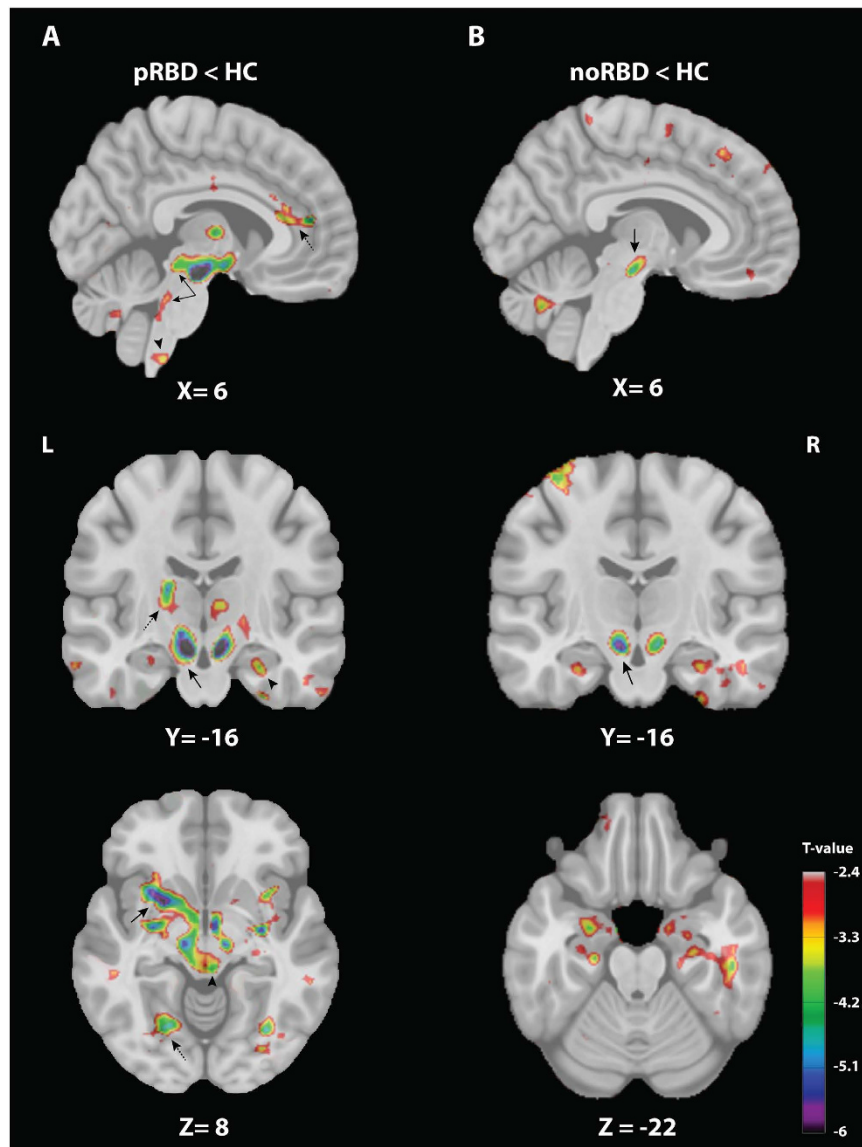 A
B
pRBD < HC
noRBD < HC
X= 6
X= 6
L
R
Y= -16
Y= -16
T-value
-2.4
-3.3
-4.2
-5.1
-6
Z= 8
Z = -22